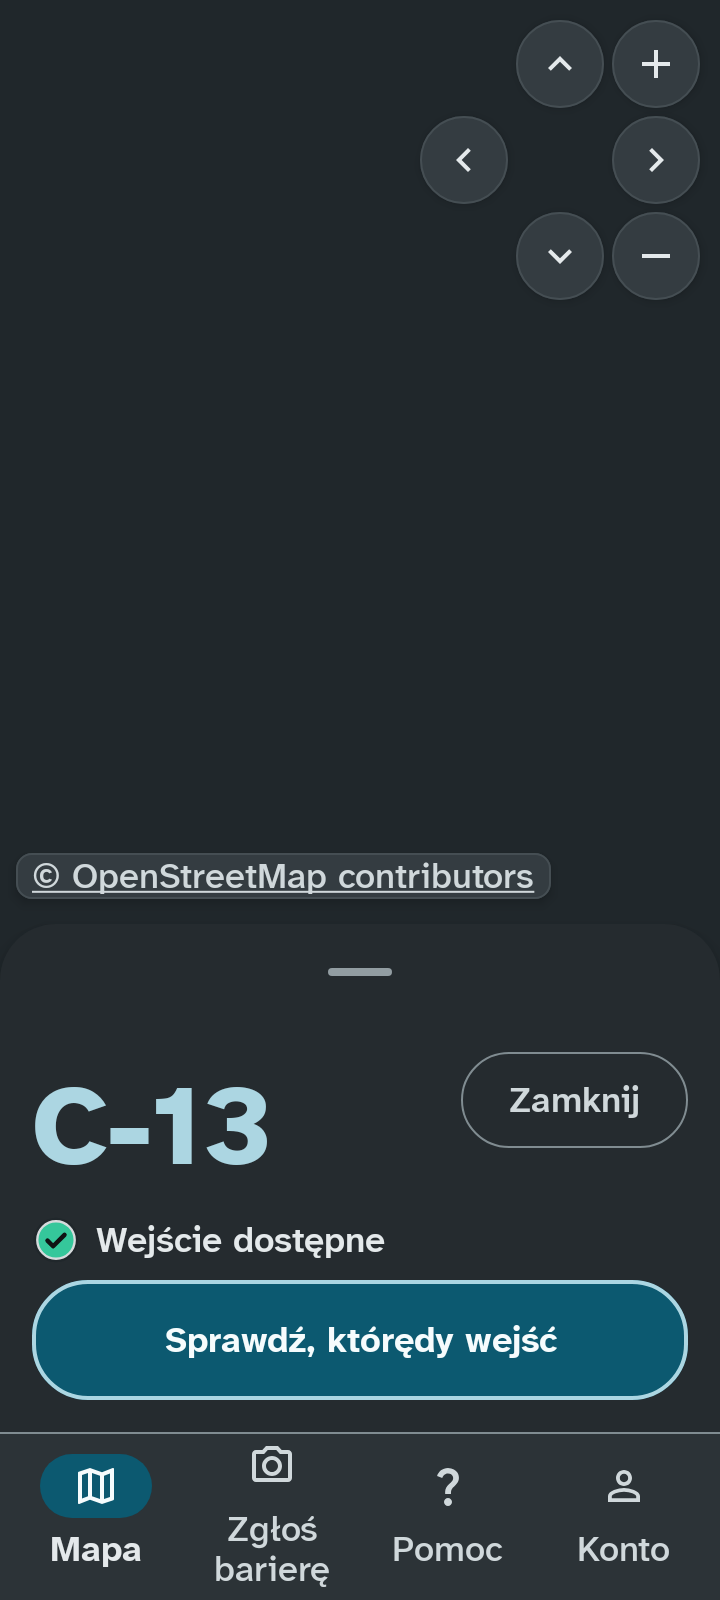 © OpenStreetMap contributors
C-13
Zamknij
Wejście dostępne
Sprawdź, którędy wejść
Mapa
Zgłoś
barierę
Pomoc
Konto